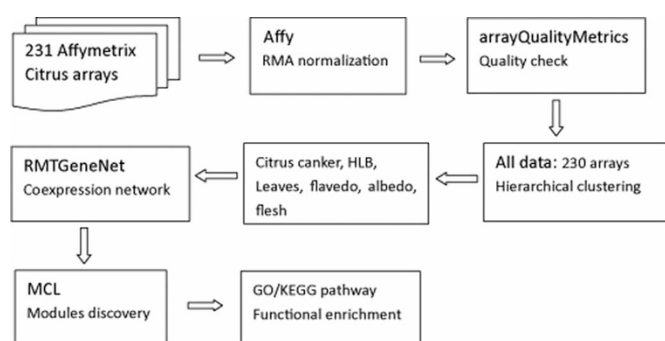 231 Affymetrix
Citrus arrays
Affy
RMA normalization
arrayQualityMetrics
Quality check
All data: 230 arrays
Hierarchical clustering
Citrus canker, HLB,
Leaves, flavedo, albedo,
flesh
RMTGeneNet
Coexpression network
MCL
Modules discovery
GO/KEGG pathway
Functional enrichment